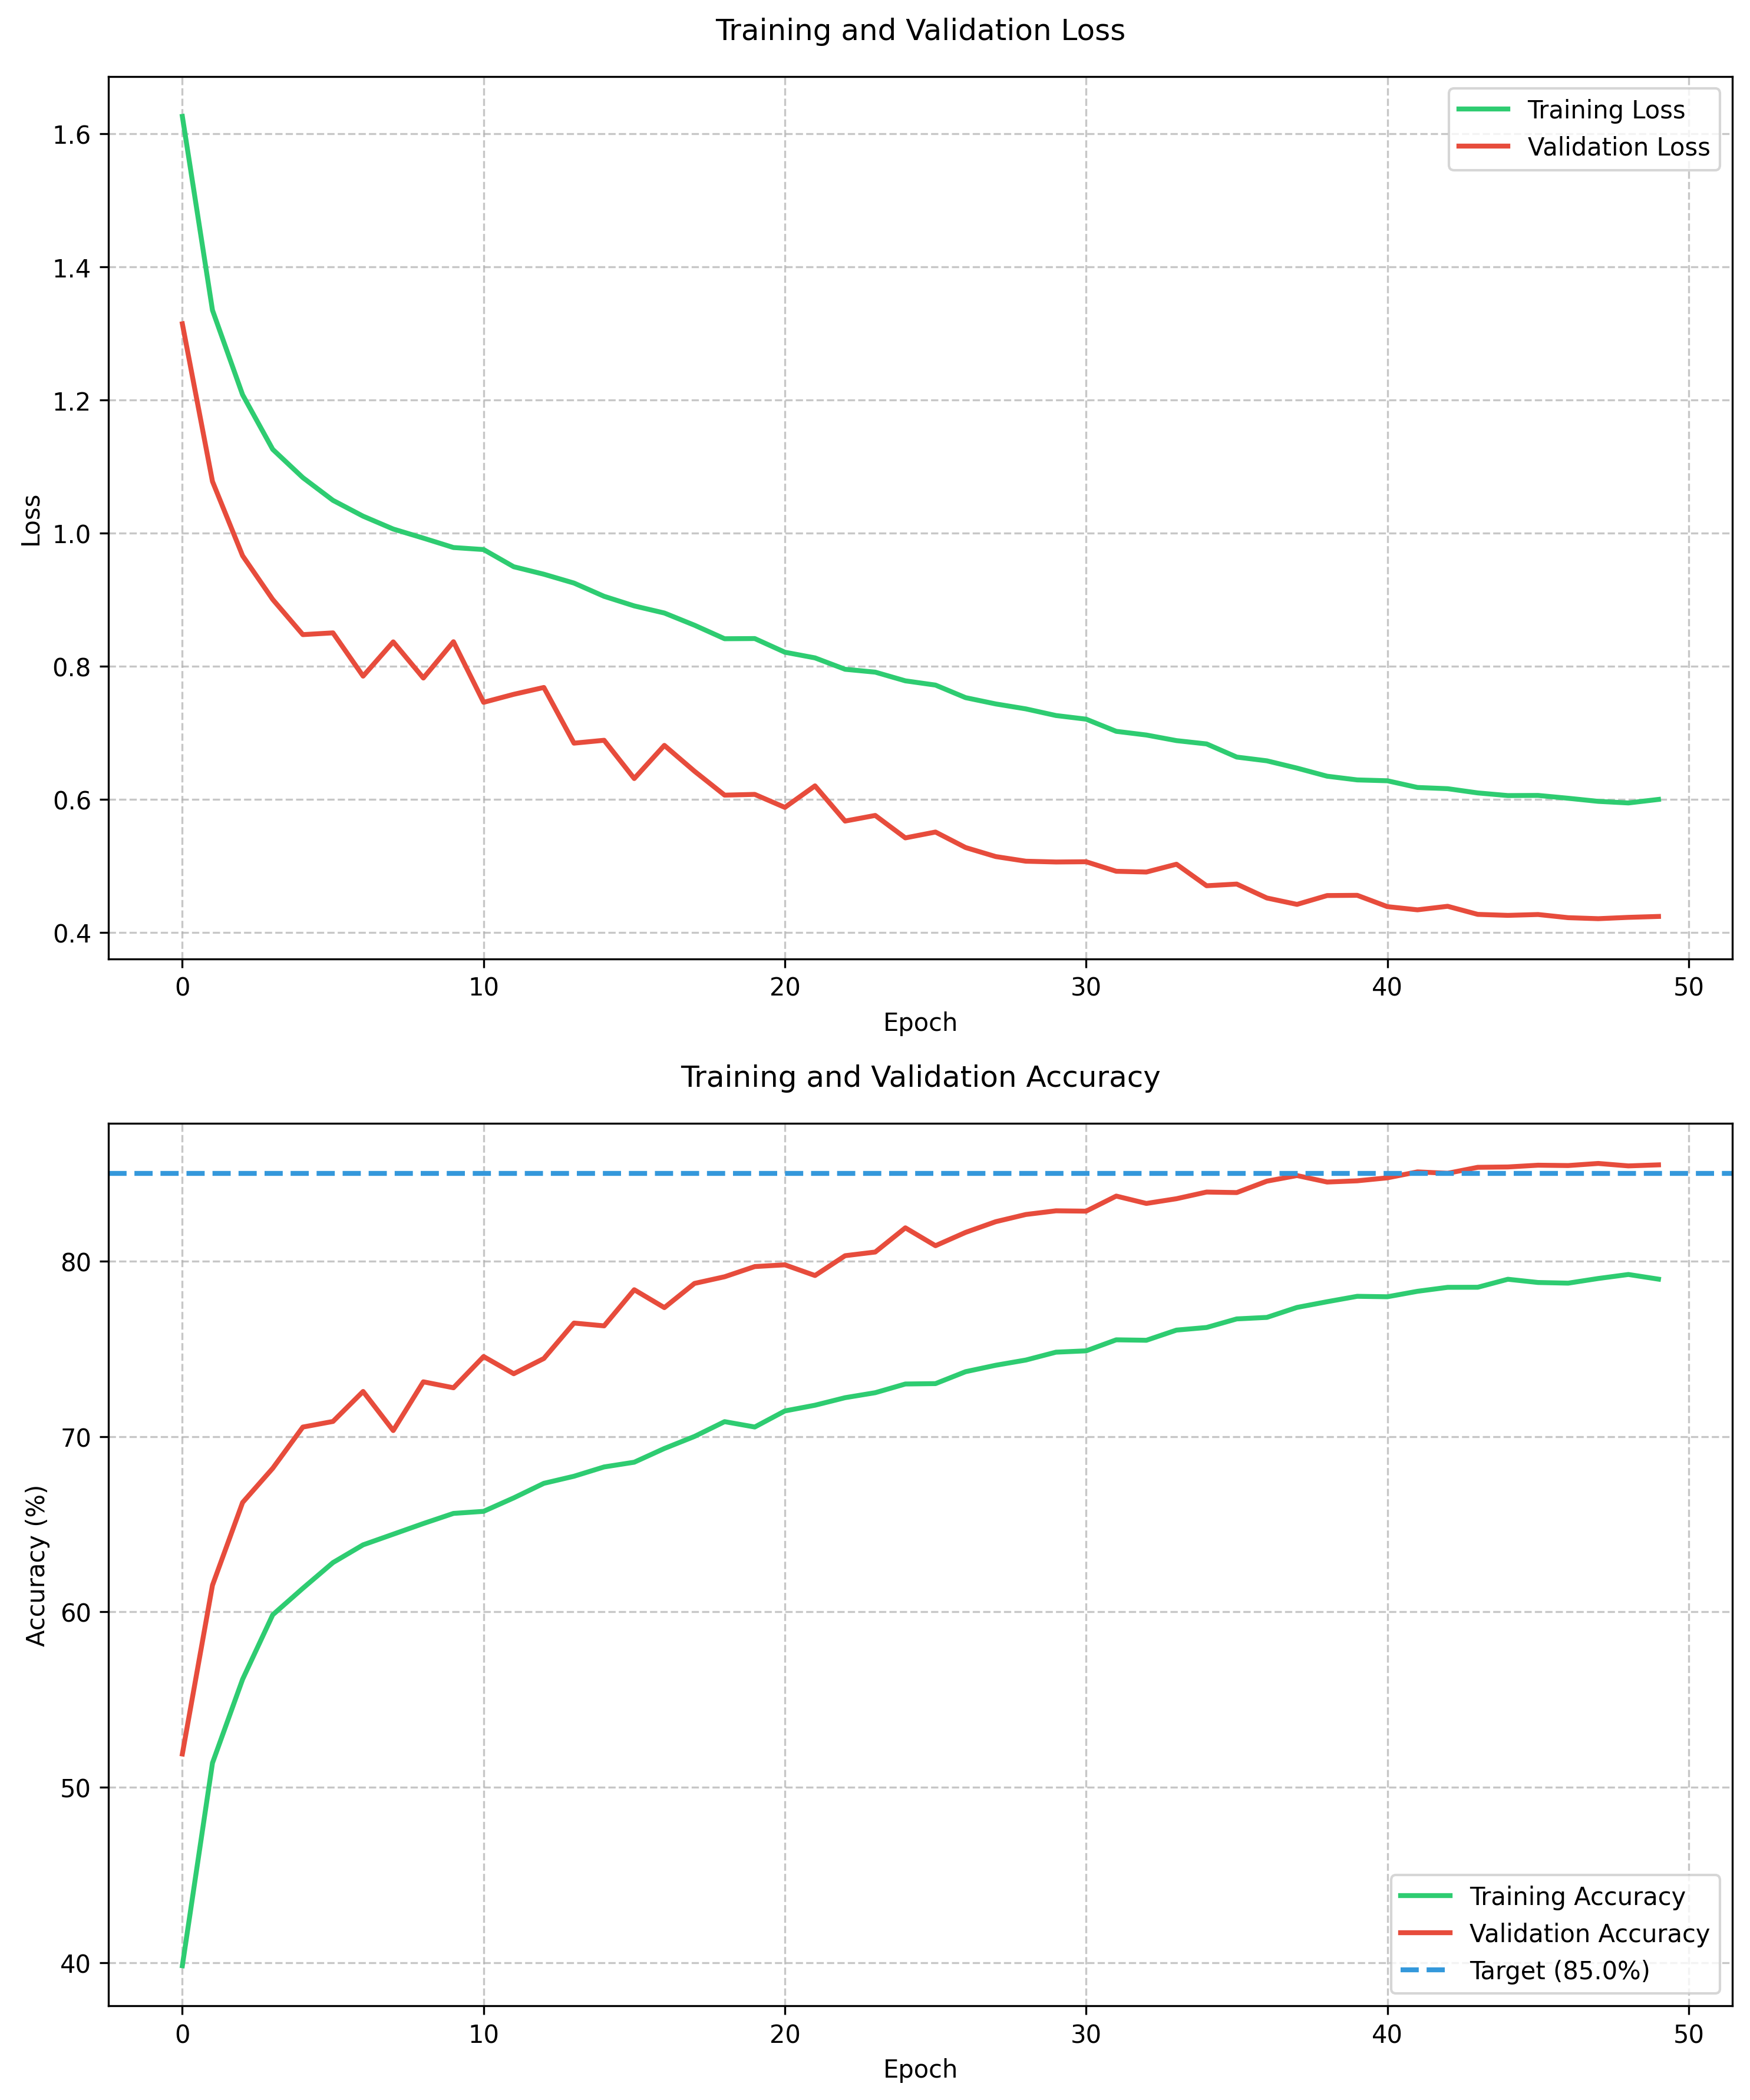 Training and Validation Loss
Training Loss
Validation Loss
1.6
1.4
1.2
1.0
0.8
0.6
0.4
Loss
0 10 20 30 40 50
Epoch
Training and Validation Accuracy
80
70
60
50
40
Accuracy (%)
Training Accuracy
Validation Accuracy
Target (85.0%)
0 10 20 30 40 50
Epoch